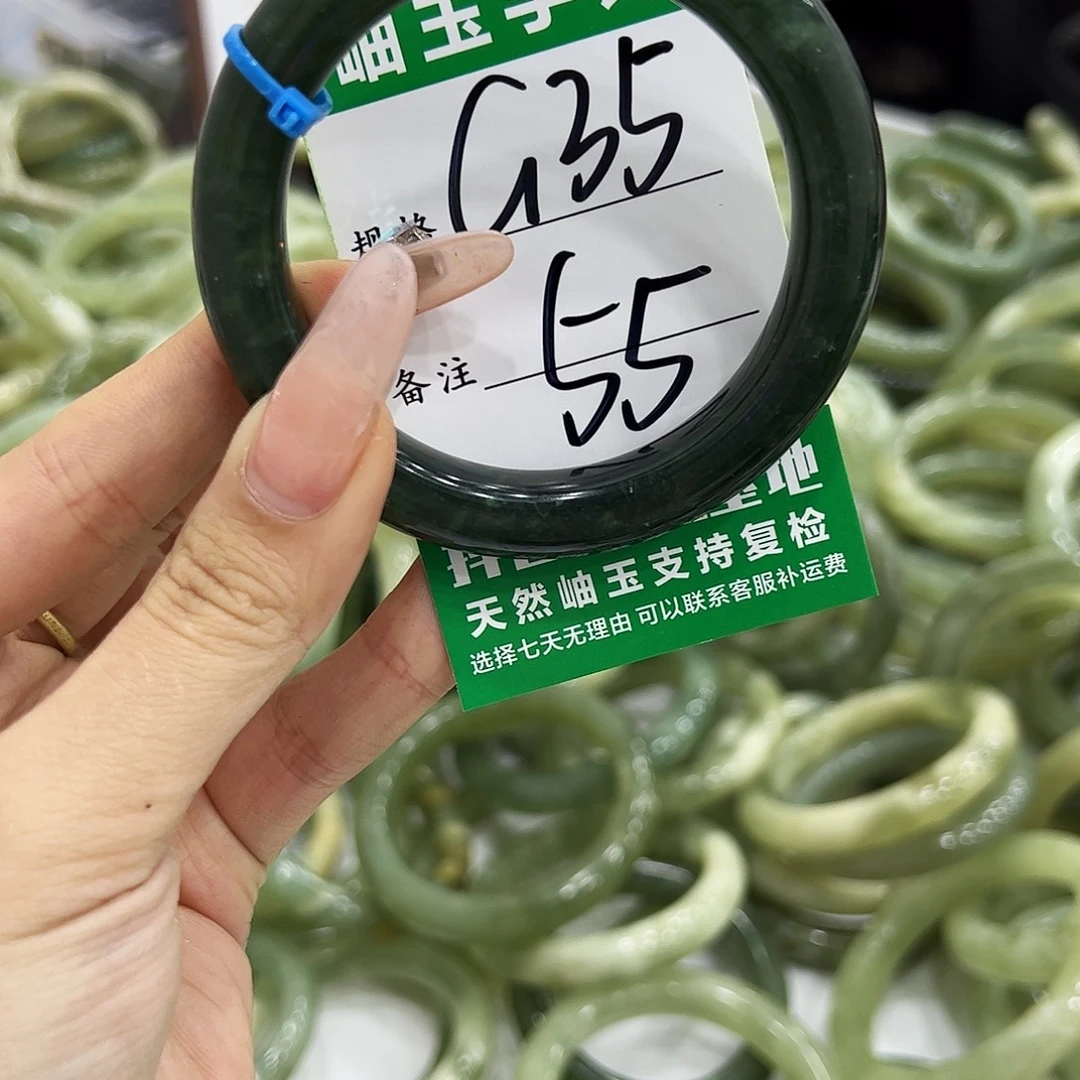 岫玉手
规格 G35
备注 55
天然岫玉支持复检
选择七天无理由 可以联系客服补运费